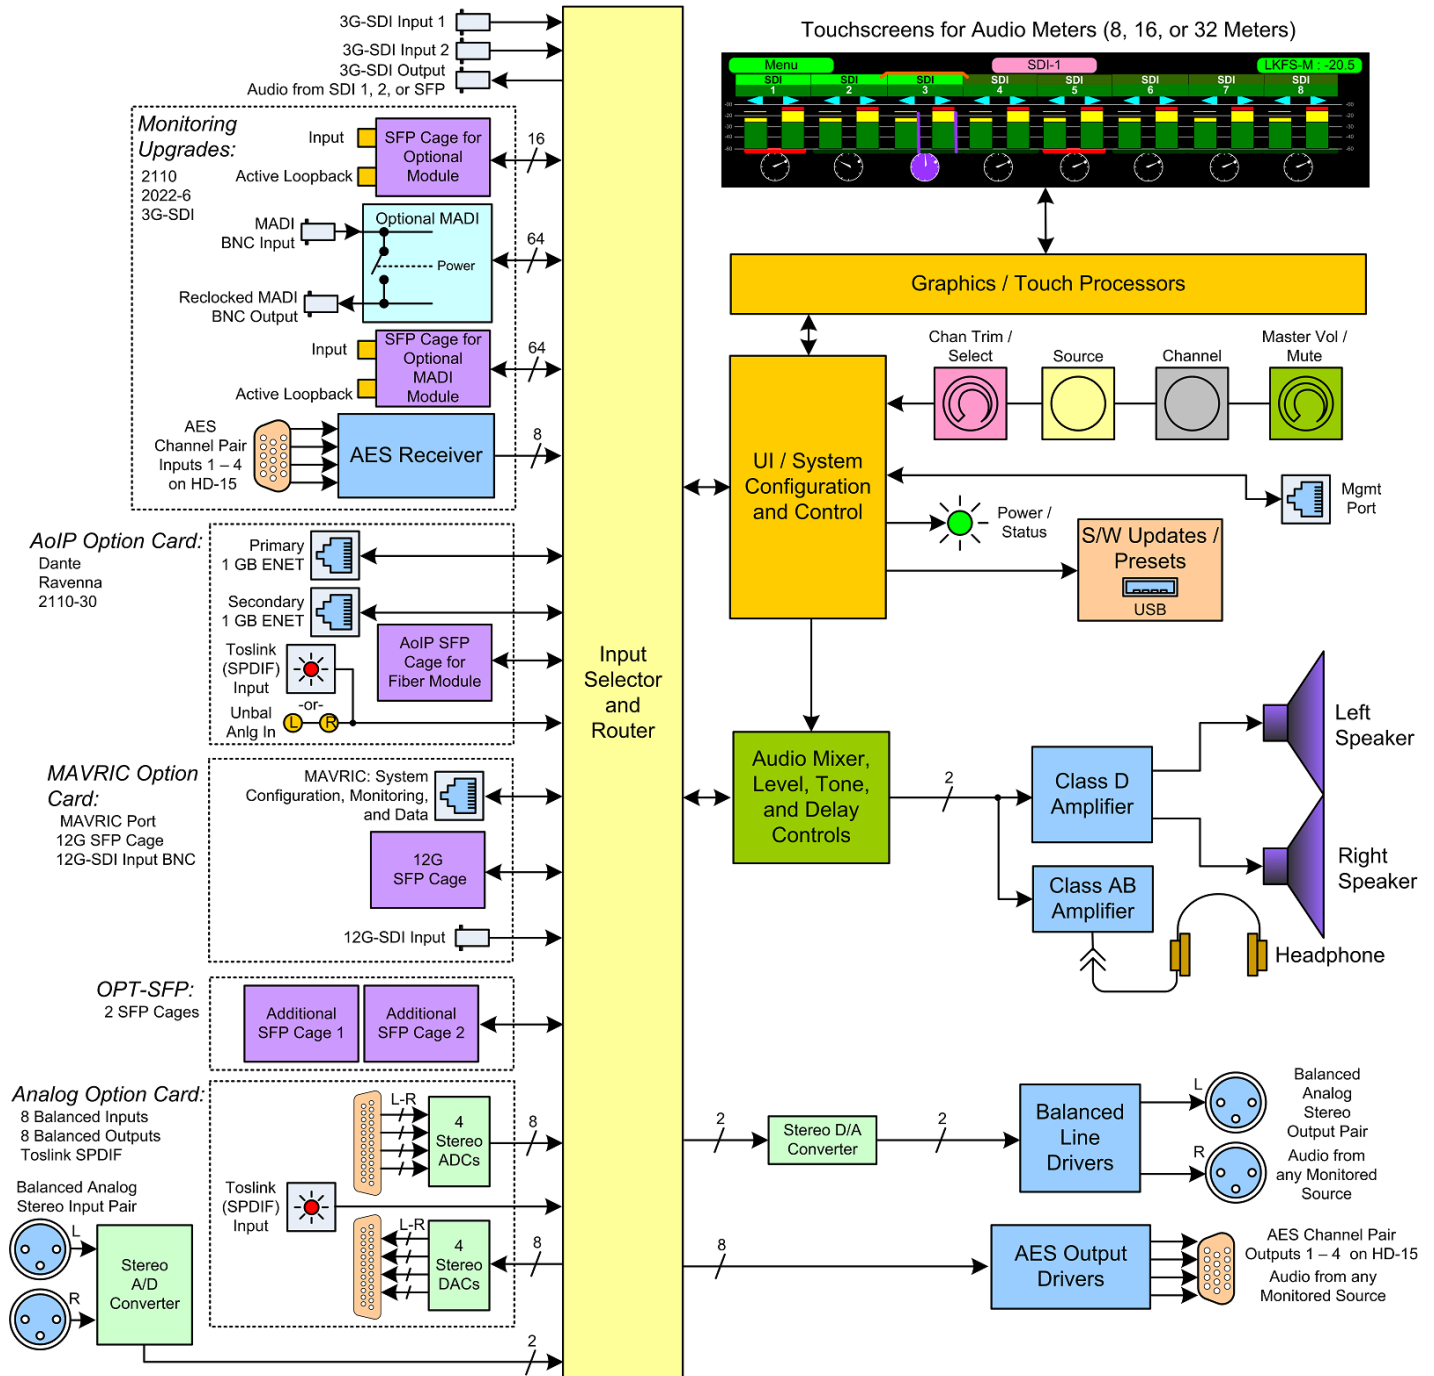 3G-SDI Input 1
3G-SDI Input 2
3G-SDI Output
Audio from SDI 1, 2, or SFP
Monitoring
Upgrades:
2110
2022-6
3G-SDI
Input
Active Loopback
SFP Cage for
Optional
Module
16
MADI
BNC Input
Reclocked MADI
BNC Output
Optional MADI
Power
64
Input
Active Loopback
SFP Cage for
Optional
MADI
Module
64
AES
Channel Pair
Inputs 1 – 4
on HD-15
AES Receiver
8
AoIP Option Card:
Dante
Ravenna
2110-30
Primary
1 GB ENET
Secondary
1 GB ENET
Toslink
(SPDIF)
Input
-or-
Unbal
Anlg In
L
R
AoIP SFP
Cage for
Fiber Module
MAVRIC Option
Card:
MAVRIC Port
12G SFP Cage
12G-SDI Input BNC
MAVRIC: System
Configuration, Monitoring,
and Data
12G
SFP Cage
12G-SDI Input
OPT-SFP:
2 SFP Cages
Additional
SFP Cage 1
Additional
SFP Cage 2
Analog Option Card:
8 Balanced Inputs
8 Balanced Outputs
Toslink SPDIF
L-R
4
Stereo
ADCs
8
Toslink
(SPDIF)
Input
L-R
4
Stereo
DACs
8
Balanced Analog
Stereo Input Pair
L
R
Stereo
A/D
Converter
2
Input
Selector
and
Router
Touchscreens for Audio Meters (8, 16, or 32 Meters)
Menu
SDI-1
LKFS-M : -20.5
SDI SDI SDI SDI SDI SDI SDI SDI
1 2 3 4 5 6 7 8
Graphics / Touch Processors
Chan Trim /
Select
Source
Channel
Master Vol /
Mute
UI / System
Configuration
and Control
Mgmt
Port
Power /
Status
S/W Updates /
Presets
USB
Audio Mixer,
Level, Tone,
and Delay
Controls
2
Class D
Amplifier
Left
Speaker
Right
Speaker
Class AB
Amplifier
Headphone
2
Stereo D/A
Converter
2
Balanced
Line
Drivers
L
R
Balanced
Analog
Stereo
Output Pair
Audio from
any Monitored
Source
8
AES Output
Drivers
AES Channel Pair
Outputs 1 – 4 on HD-15
Audio from any
Monitored Source